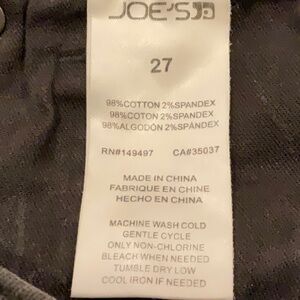 JOE'S
27
98%COTTON 2%SPANDEX
98%COTON 2%SPANDEX
98%ALGODÓN 2%SPÁNDEX
RN#149497 CA#35037
MADE IN CHINA
FABRIQUE EN CHINE
HECHO EN CHINA
MACHINE WASH COLD
GENTLE CYCLE
ONLY NON-CHLORINE
BLEACH WHEN NEEDED
TUMBLE DRY LOW
COOL IRON IF NEEDED